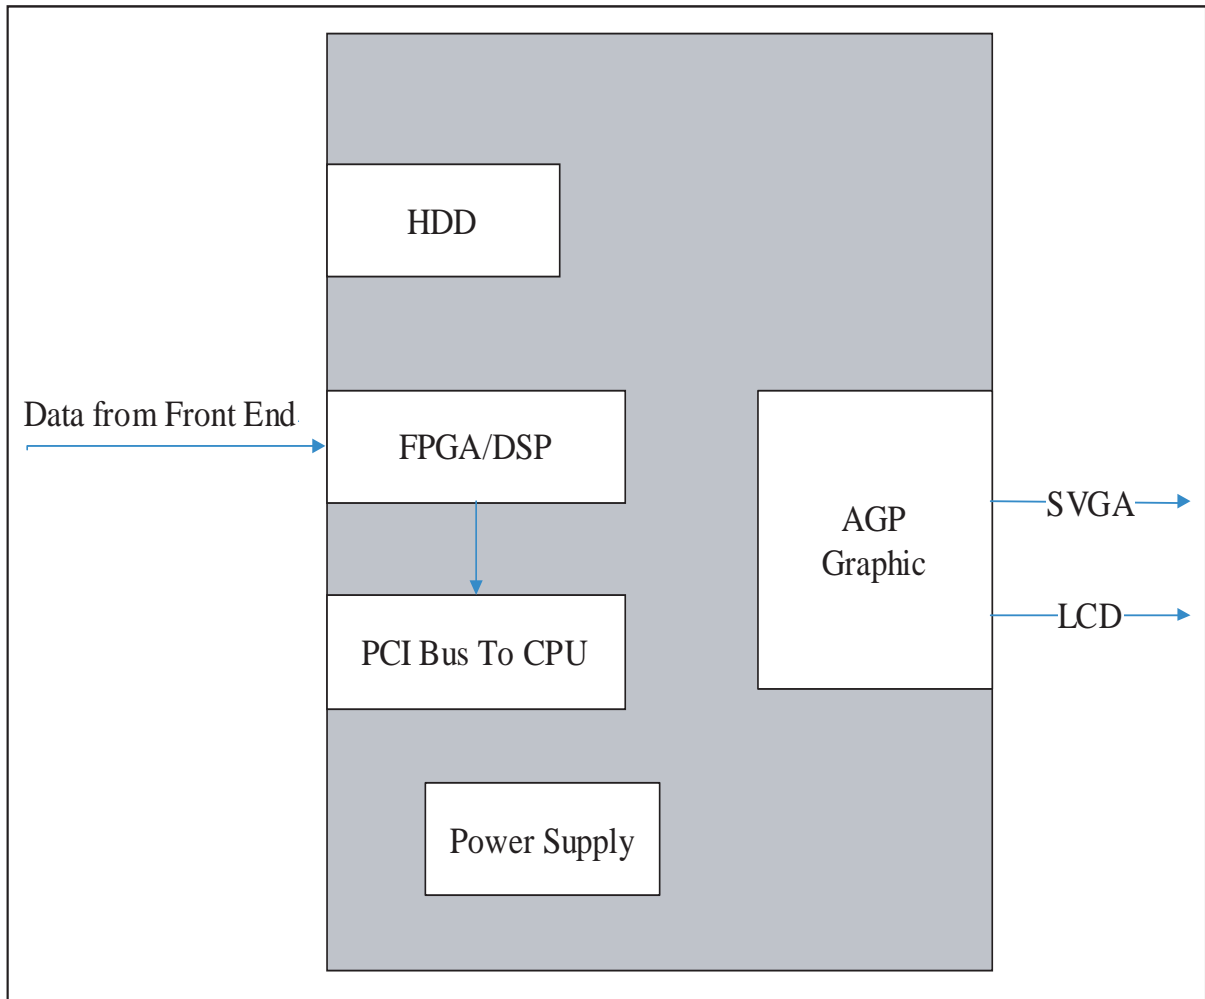 HDD
Data from Front End
FPGA/DSP
AGP
Graphic
SVGA
LCD
PCI Bus To CPU
Power Supply